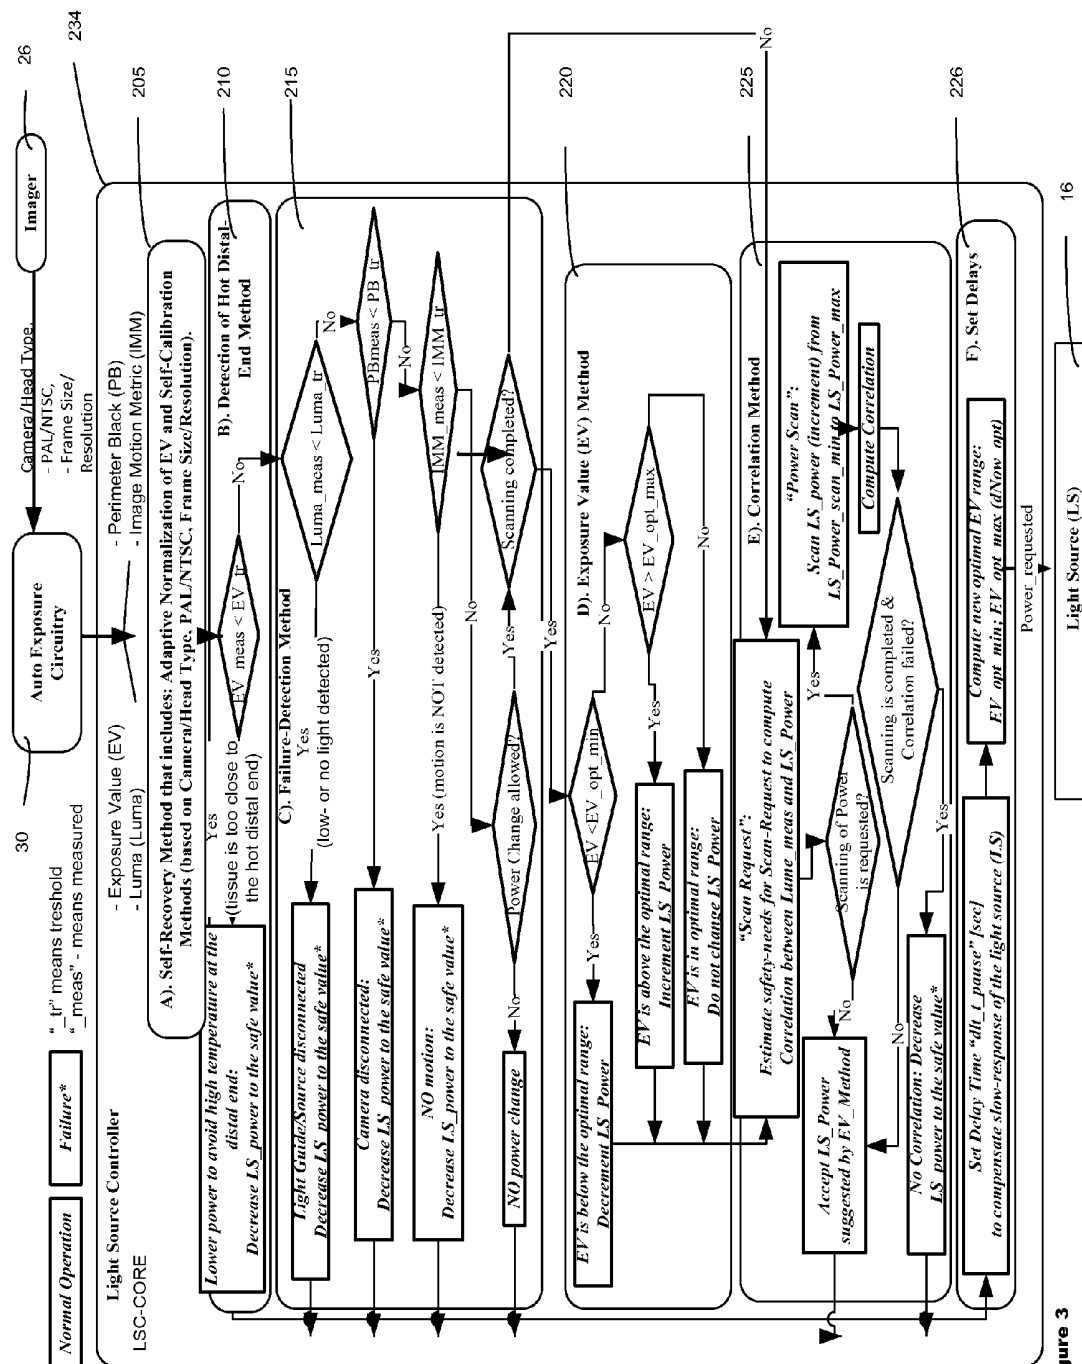 30
Auto Exposure
Circuitry
Camera/Head Type,
- PAL/NTSC,
- Frame Size/
Resolution
Imager
26
234
Normal Operation
Failure*
"_tr" means treshold
"_meas" - means measured
- Exposure Value (EV)
- Luma (Luma)
- Perimeter Black (PB)
- Image Motion Metric (IMM)
Light Source Controller
LSC-CORE
205
A). Self-Recovery Method that includes: Adaptive Normalization of EV and Self-Calibration
Methods (based on Camera/Head Type, PAL/NTSC, Frame Size/Resolution).
210
B). Detection of Hot Distal-
End Method
EV_meas < EV_tr
Yes
(tissue is too close to
the hot distal end)
No
Lower power to avoid high temperature at the
distal end:
Decrease LS_power to the safe value*
215
C). Failure-Detection Method
Luma_meas < Luma_tr
Yes
(low- or no light detected)
No
Light Guide/Source disconnected
Decrease LS_power to the safe value*
PBmeas < PB_tr
Yes
No
Camera disconnected:
Decrease LS_power to the safe value*
IMM_meas < IMM_tr
Yes (motion is NOT detected)
No
NO motion:
Decrease LS_power to the safe value*
Power Change allowed?
Yes
No
NO power change
Scanning completed?
Yes
No
220
D). Exposure Value (EV) Method
EV <EV_opt_min
Yes
No
EV is below the optimal range:
Decrement LS_Power
EV > EV_opt_max
Yes
No
EV is above the optimal range:
Increment LS_Power
EV is in optimal range:
Do not change LS_Power
225
E). Correlation Method
"Scan Request":
Estimate safety-needs for Scan-Request to compute
Correlation between Lume_meas and LS_Power
"Power Scan":
Scan LS_power (increment) from
LS_Power_scan_min to LS_Power_max
Compute Correlation
Scanning of Power
is requested?
Yes
No
Scanning is completed &
Correlation failed?
Yes
No
Accept LS_Power
suggested by EV_Method
No Correlation: Decrease
LS_power to the safe value*
226
F). Set Delays
Set Delay Time "dlt_t_pause" [sec]
to compensate slow-response of the light source (LS)
Compute new optimal EV range:
EV_opt_min; EV_opt_max (dNow_opt)
Power_requested
16
Light Source (LS)
gure 3